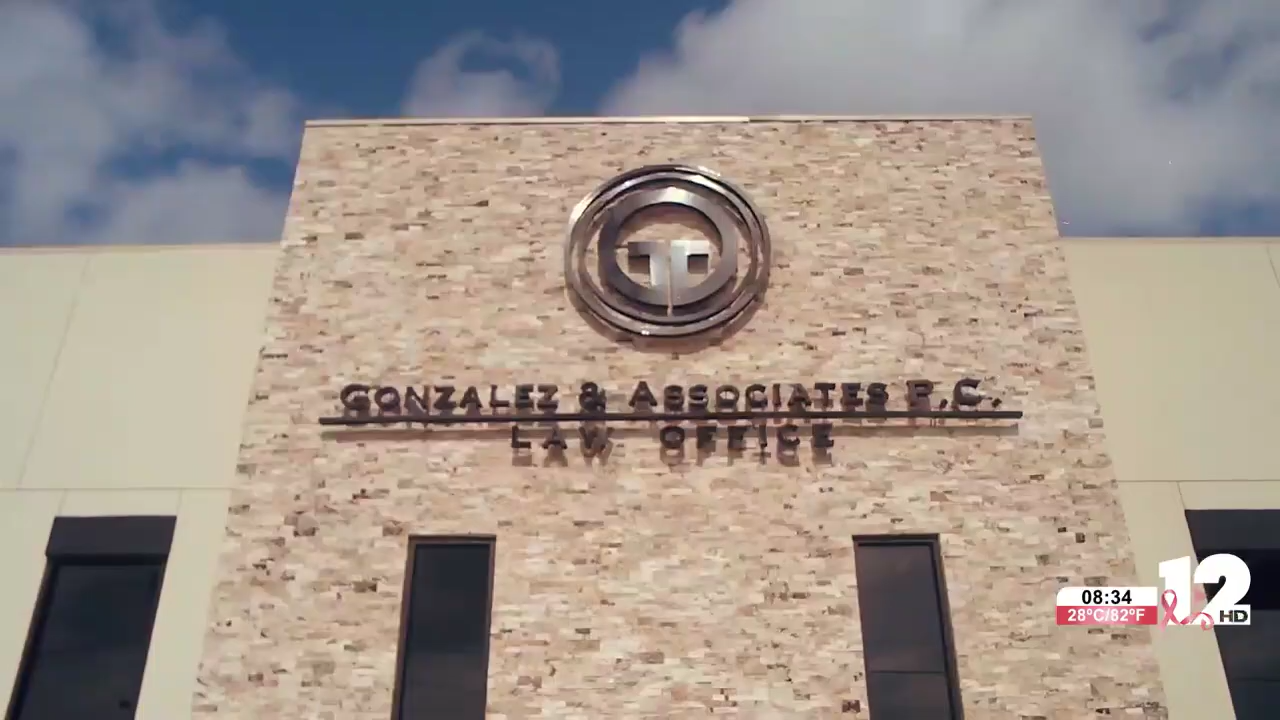 GONZALEZ & ASSOCIATES P.C.
LAW OFFICE
08:34
28°C/82°F
12
HD